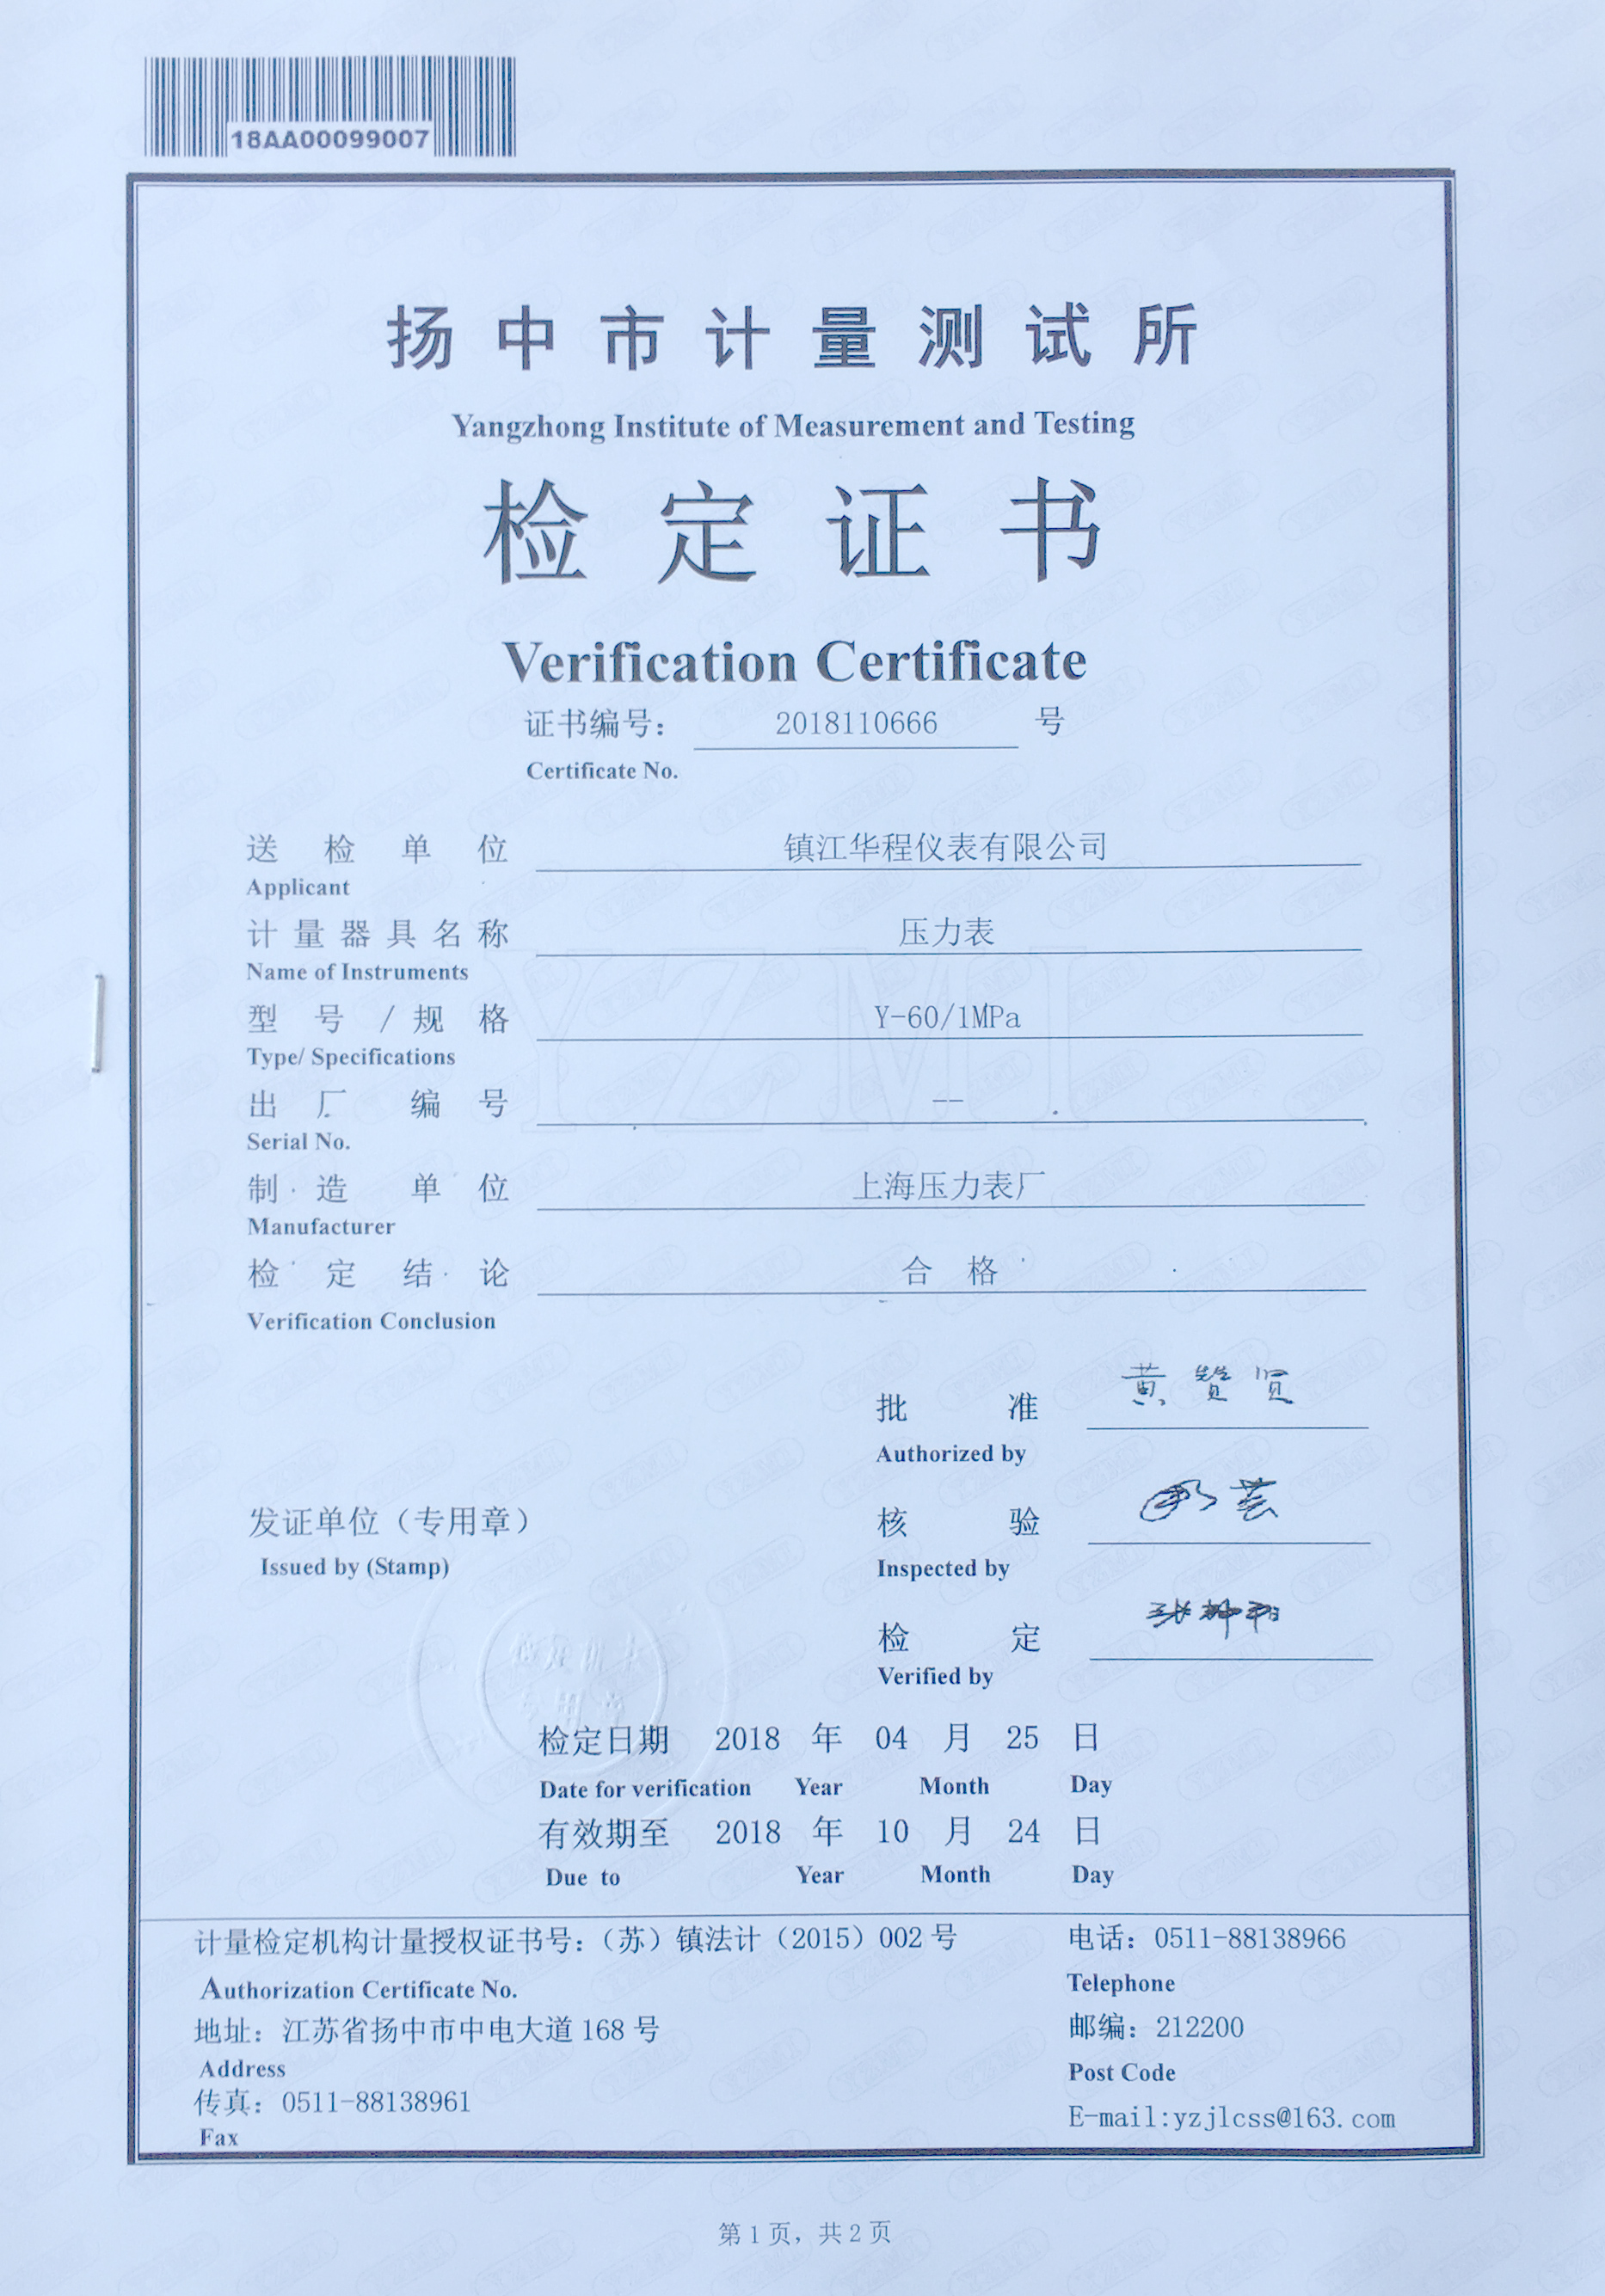 18AA00099007
扬中市计量测试所
Yangzhong Institute of Measurement and Testing
检定证书
Verification Certificate
证书编号: 2018110666 号
Certificate No.
送检单位 镇江华程仪表有限公司
Applicant
计量器具名称 压力表
Name of Instruments
型号/规格 Y-60/1MPa
Type/ Specifications
出厂编号 --
Serial No.
制造单位 上海压力表厂
Manufacturer
检定结论 合格
Verification Conclusion
批准 黄赞贤
Authorized by
发证单位（专用章） 核验
Issued by (Stamp) Inspected by
检定
Verified by
检定日期 2018 年 04 月 25 日
Date for verification Year Month Day
有效期至 2018 年 10 月 24 日
Due to Year Month Day
计量检定机构计量授权证书号:（苏）镇法计（2015）002号 电话: 0511-88138966
Authorization Certificate No. Telephone
地址: 江苏省扬中市中电大道168号 邮编: 212200
Address Post Code
传真: 0511-88138961 E-mail:yzjlcss@163.com
Fax
第1页, 共2页
YZMI